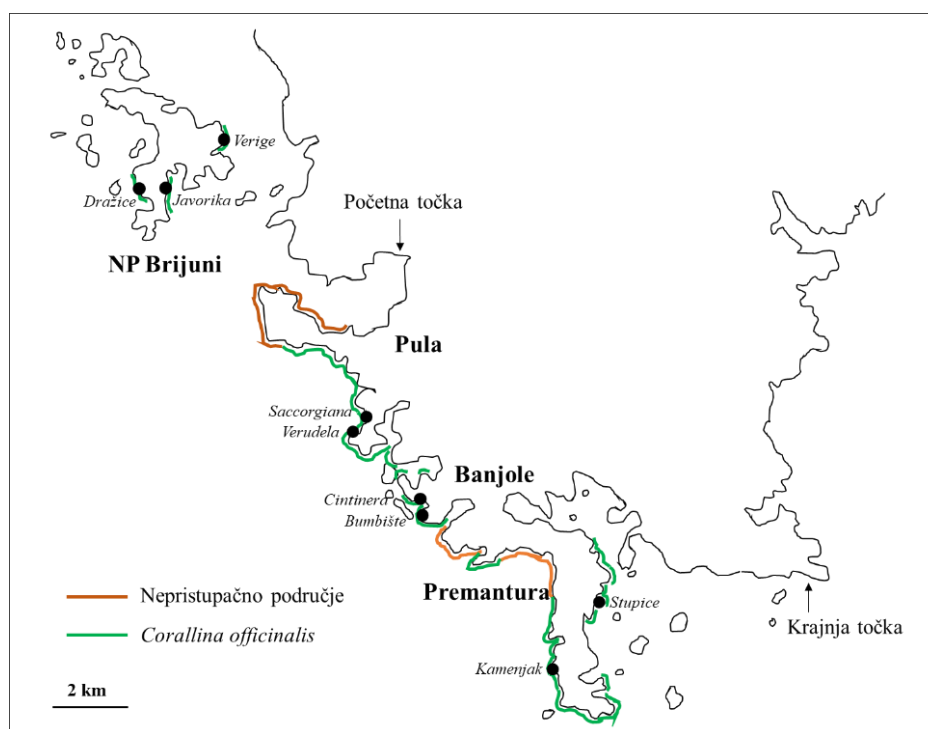 Verige
Dražice
Javorika
Početna točka
NP Brijuni
Pula
Saccorgiana
Verudela
Banjole
Cintinera
Bumbište
Premantura
Nepristupačno područje
Stupice
Corallina officinalis
Krajnja točka
Kamenjak
2 km